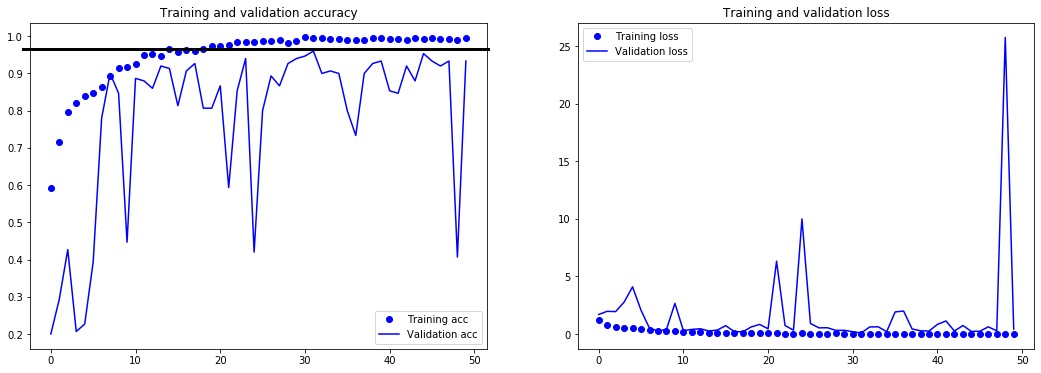 Training and validation accuracy
1.0
0.9
0.8
0.7
0.6
0.5
0.4
0.3
0.2
Training acc
Validation acc
0 10 20 30 40 50
Training and validation loss
Training loss
Validation loss
25
20
15
10
5
0
0 10 20 30 40 50